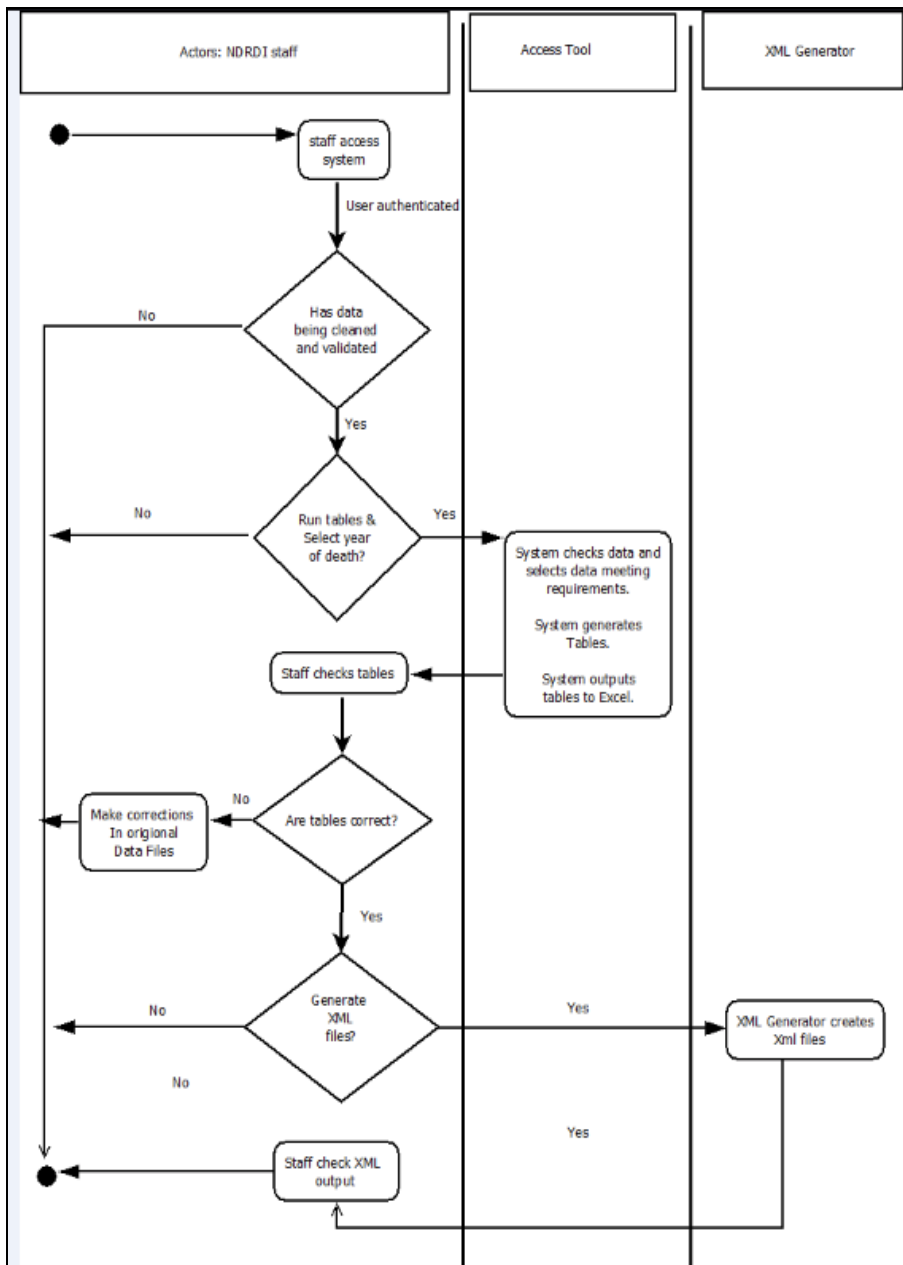 Actors: NDRDI staff
Access Tool
XML Generator
staff access
system
User authenticated
Has data
being cleaned
and validated
No
Yes
Run tables &
Select year
of death?
No
Yes
System checks data and
selects data meeting
requirements.
System generates
Tables.
System outputs
tables to Excel.
Staff checks tables
Are tables correct?
No
Make corrections
In origional
Data Files
Yes
Generate
XML
files?
No
Yes
XML Generator creates
Xml files
No
Yes
Staff check XML
output